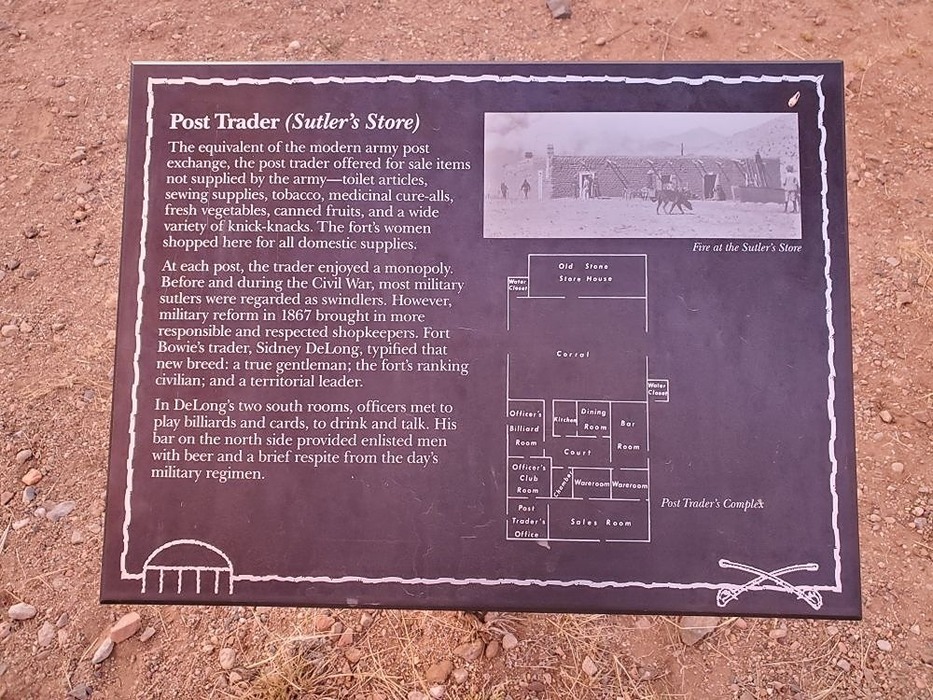 Post Trader (Sutler's Store)
The equivalent of the modern army post
exchange, the post trader offered for sale items
not supplied by the army—toilet articles,
sewing supplies, tobacco, medicinal cure-alls,
fresh vegetables, canned fruits, and a wide
variety of knick-knacks. The fort's women
shopped here for all domestic supplies.
At each post, the trader enjoyed a monopoly.
Before and during the Civil War, most military
sutlers were regarded as swindlers. However,
military reform in 1867 brought in more
responsible and respected shopkeepers. Fort
Bowie's trader, Sidney DeLong, typified that
new breed: a true gentleman; the fort's ranking
civilian; and a territorial leader.
In DeLong's two south rooms, officers met to
play billiards and cards, to drink and talk. His
bar on the north side provided enlisted men
with beer and a brief respite from the day's
military regimen.
Fire at the Sutler's Store
Old Stone
Store House
Water
Closet
Corral
Water
Closet
Officer's
Billiard
Room
Kitchen
Dining
Room
Bar
Room
Court
Officer's
Club
Room
Chamber
Wareroom
Wareroom
Post
Trader's
Office
Sales Room
Post Trader's Complex